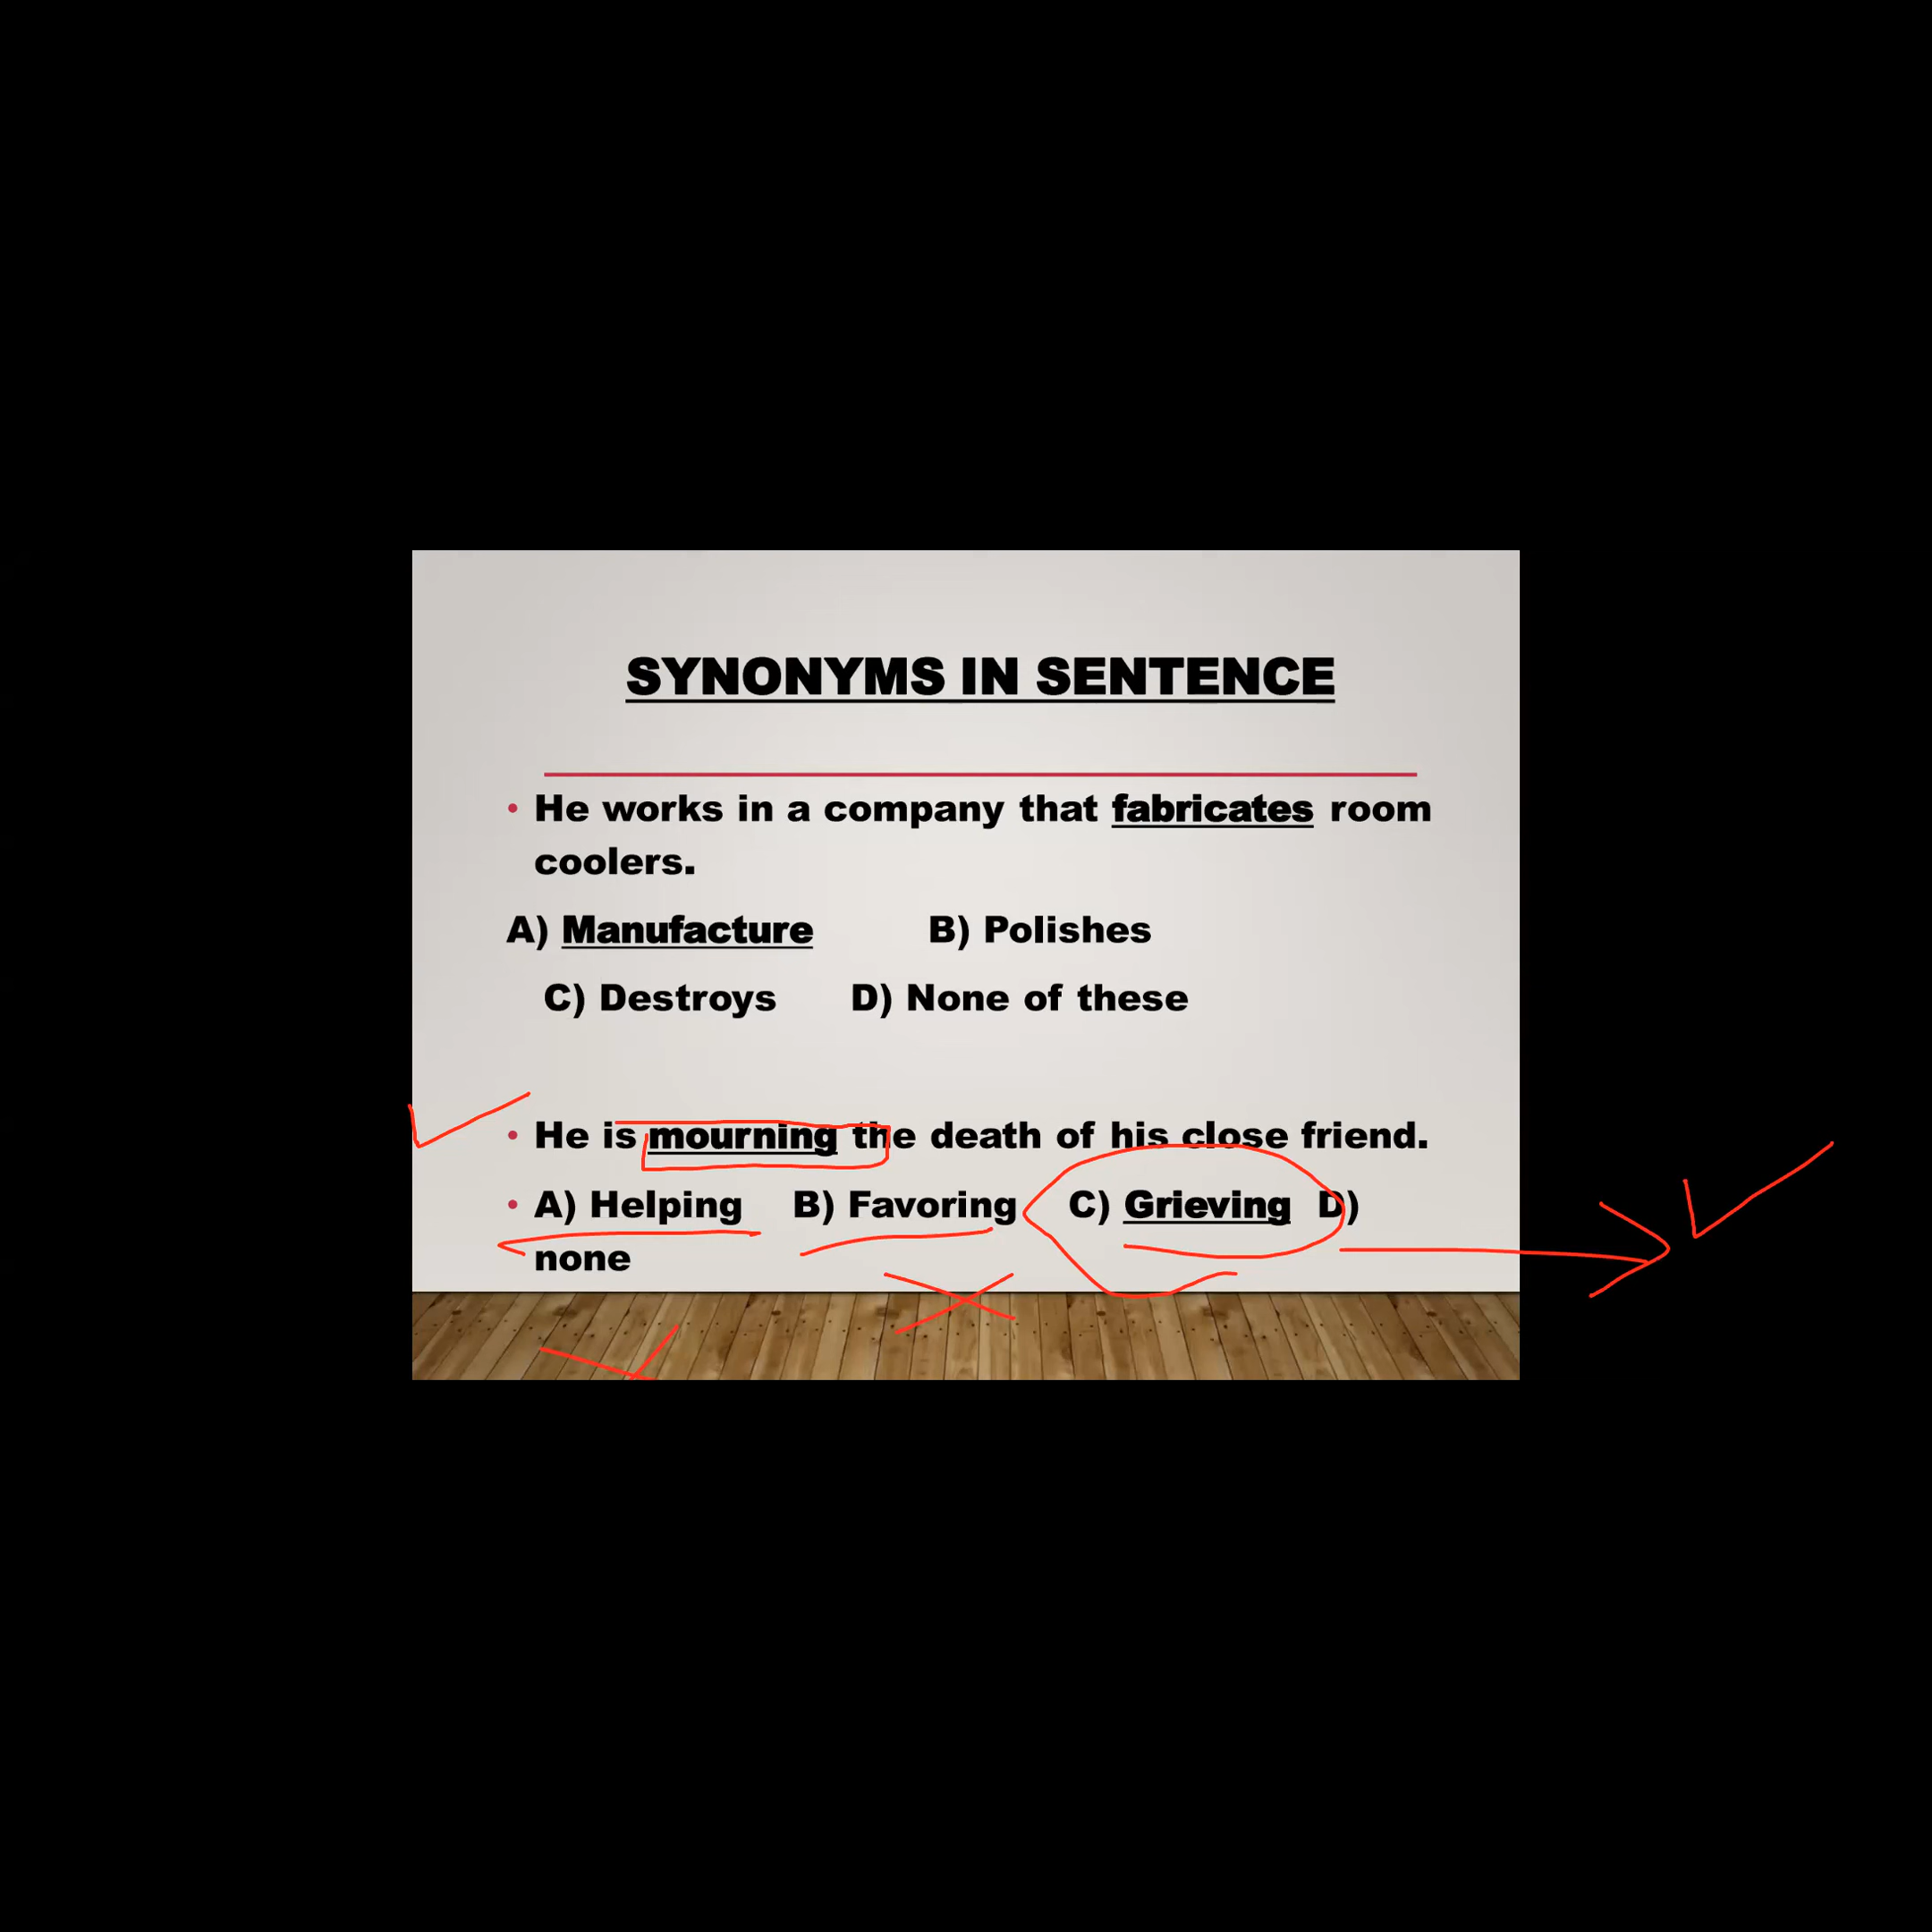 SYNONYMS IN SENTENCE
• He works in a company that fabricates room
coolers.
A) Manufacture B) Polishes
C) Destroys D) None of these
• He is mourning the death of his close friend.
• A) Helping B) Favoring C) Grieving D)
none